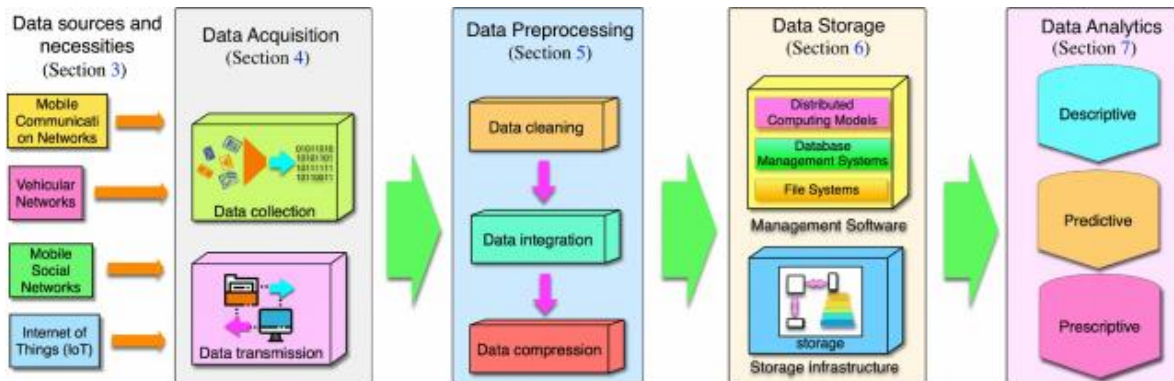 Data sources and
necessities
(Section 3)
Mobile
Communicati
on Networks
Vehicular
Networks
Mobile
Social
Networks
Internet of
Things (IoT)
Data Acquisition
(Section 4)
01011010
10101101
10111111
10110011
Data collection
Data transmission
Data Preprocessing
(Section 5)
Data cleaning
Data integration
Data compression
Data Storage
(Section 6)
Distributed
Computing Models
Database
Management Systems
File Systems
Management Software
storage
Storage infrastructure
Data Analytics
(Section 7)
Descriptive
Predictive
Prescriptive